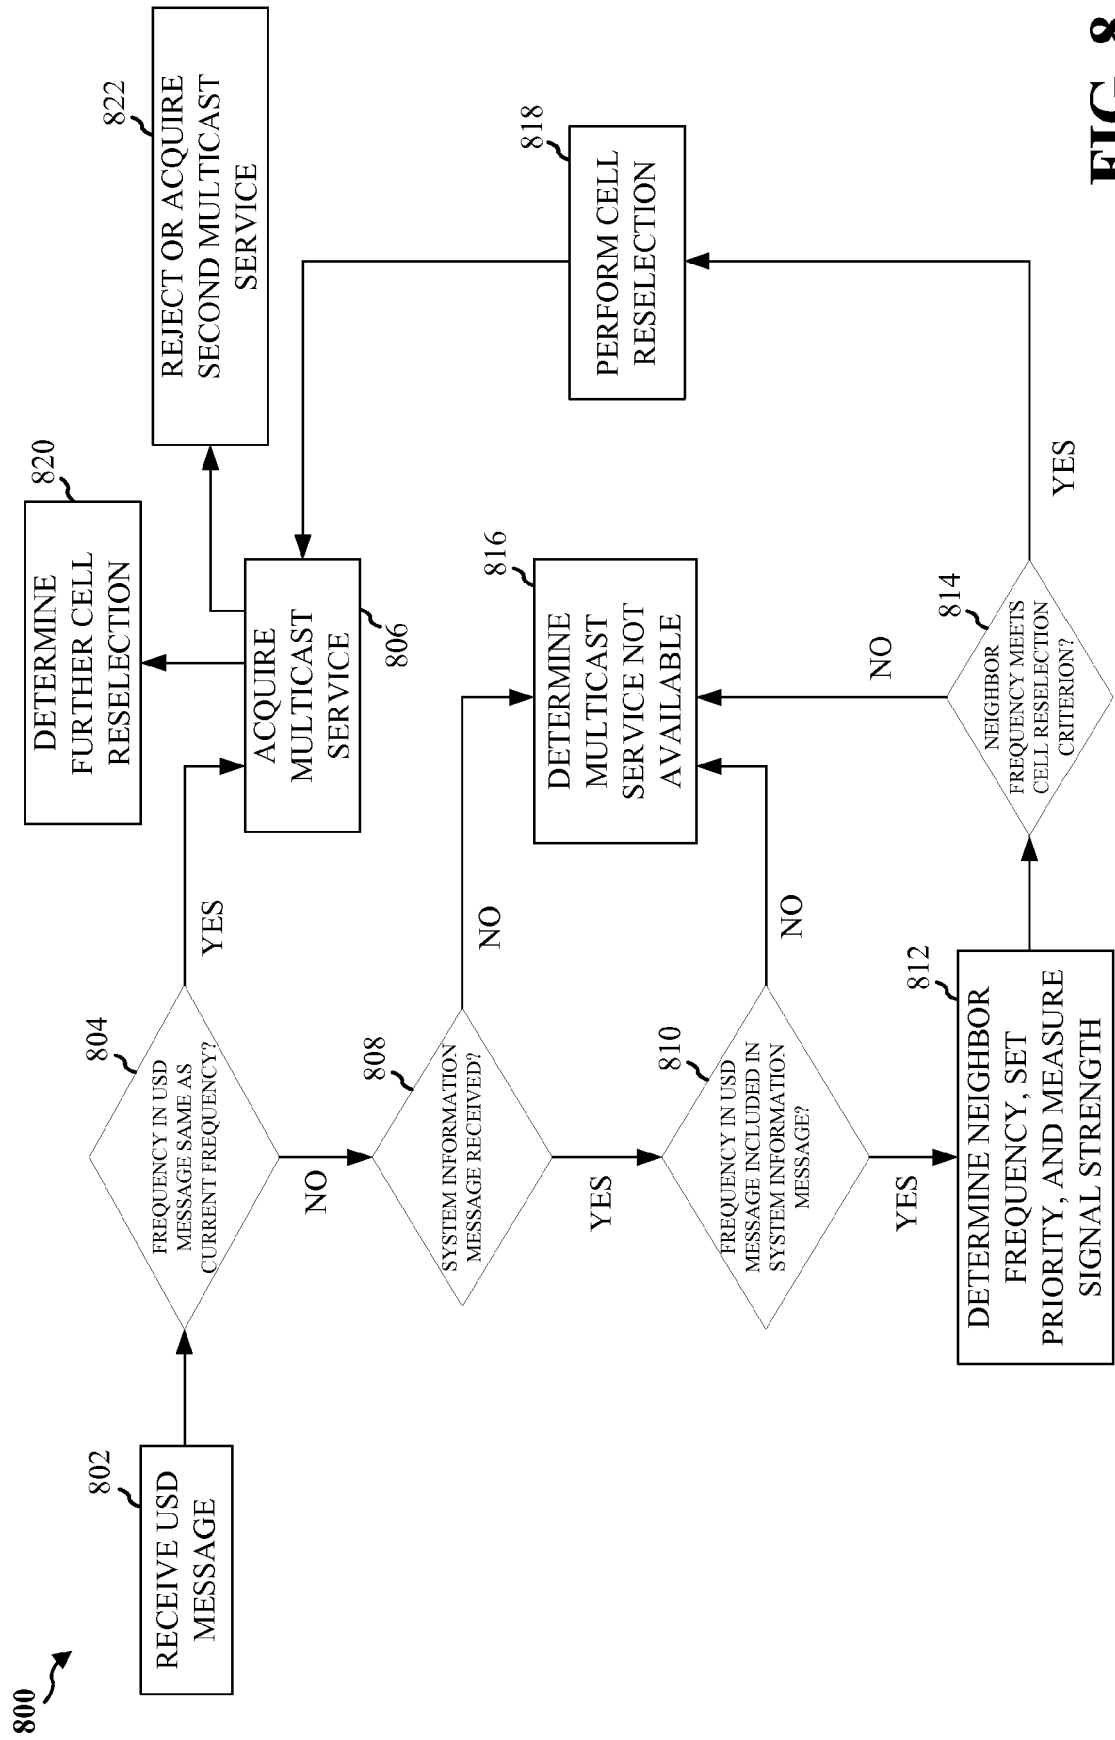 800
802
RECEIVE USD
MESSAGE
804
FREQUENCY IN USD
MESSAGE SAME AS
CURRENT FREQUENCY?
YES
NO
806
ACQUIRE
MULTICAST
SERVICE
820
DETERMINE
FURTHER CELL
RESELECTION
822
REJECT OR ACQUIRE
SECOND MULTICAST
SERVICE
808
SYSTEM INFORMATION
MESSAGE RECEIVED?
NO
YES
810
FREQUENCY IN USD
MESSAGE INCLUDED IN
SYSTEM INFORMATION
MESSAGE?
NO
YES
816
DETERMINE
MULTICAST
SERVICE NOT
AVAILABLE
812
DETERMINE NEIGHBOR
FREQUENCY, SET
PRIORITY, AND MEASURE
SIGNAL STRENGTH
814
NEIGHBOR
FREQUENCY MEETS
CELL RESELECTION
CRITERION?
NO
YES
818
PERFORM CELL
RESELECTION
FIG. 8